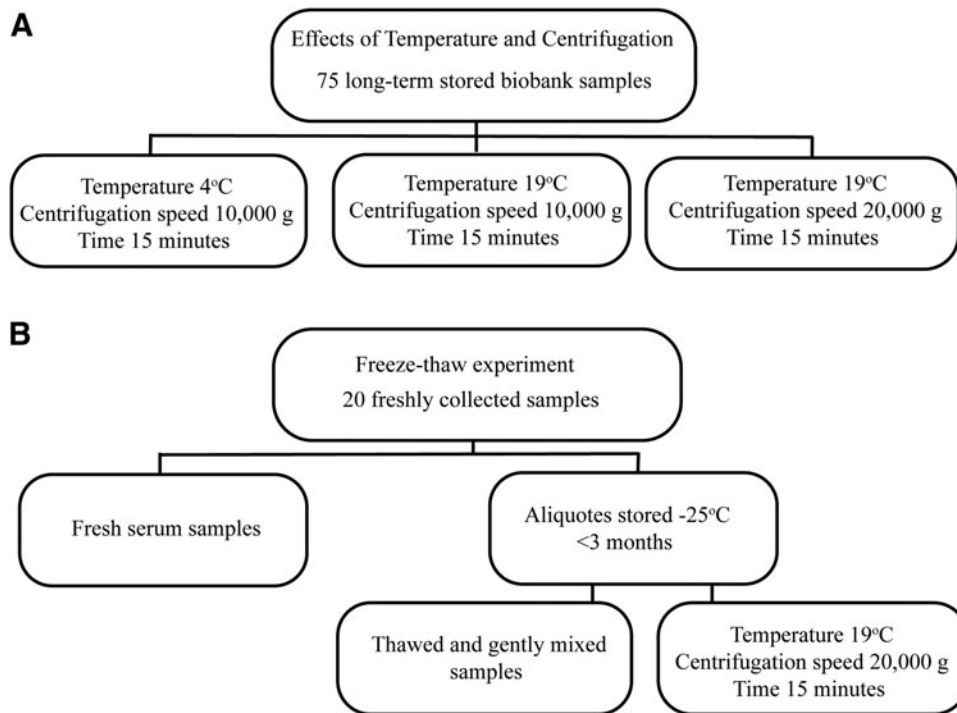 A
Effects of Temperature and Centrifugation
75 long-term stored biobank samples
Temperature 4°C
Centrifugation speed 10,000 g
Time 15 minutes
Temperature 19°C
Centrifugation speed 10,000 g
Time 15 minutes
Temperature 19°C
Centrifugation speed 20,000 g
Time 15 minutes
B
Freeze-thaw experiment
20 freshly collected samples
Fresh serum samples
Aliquotes stored -25°C
<3 months
Thawed and gently mixed
samples
Temperature 19°C
Centrifugation speed 20,000 g
Time 15 minutes